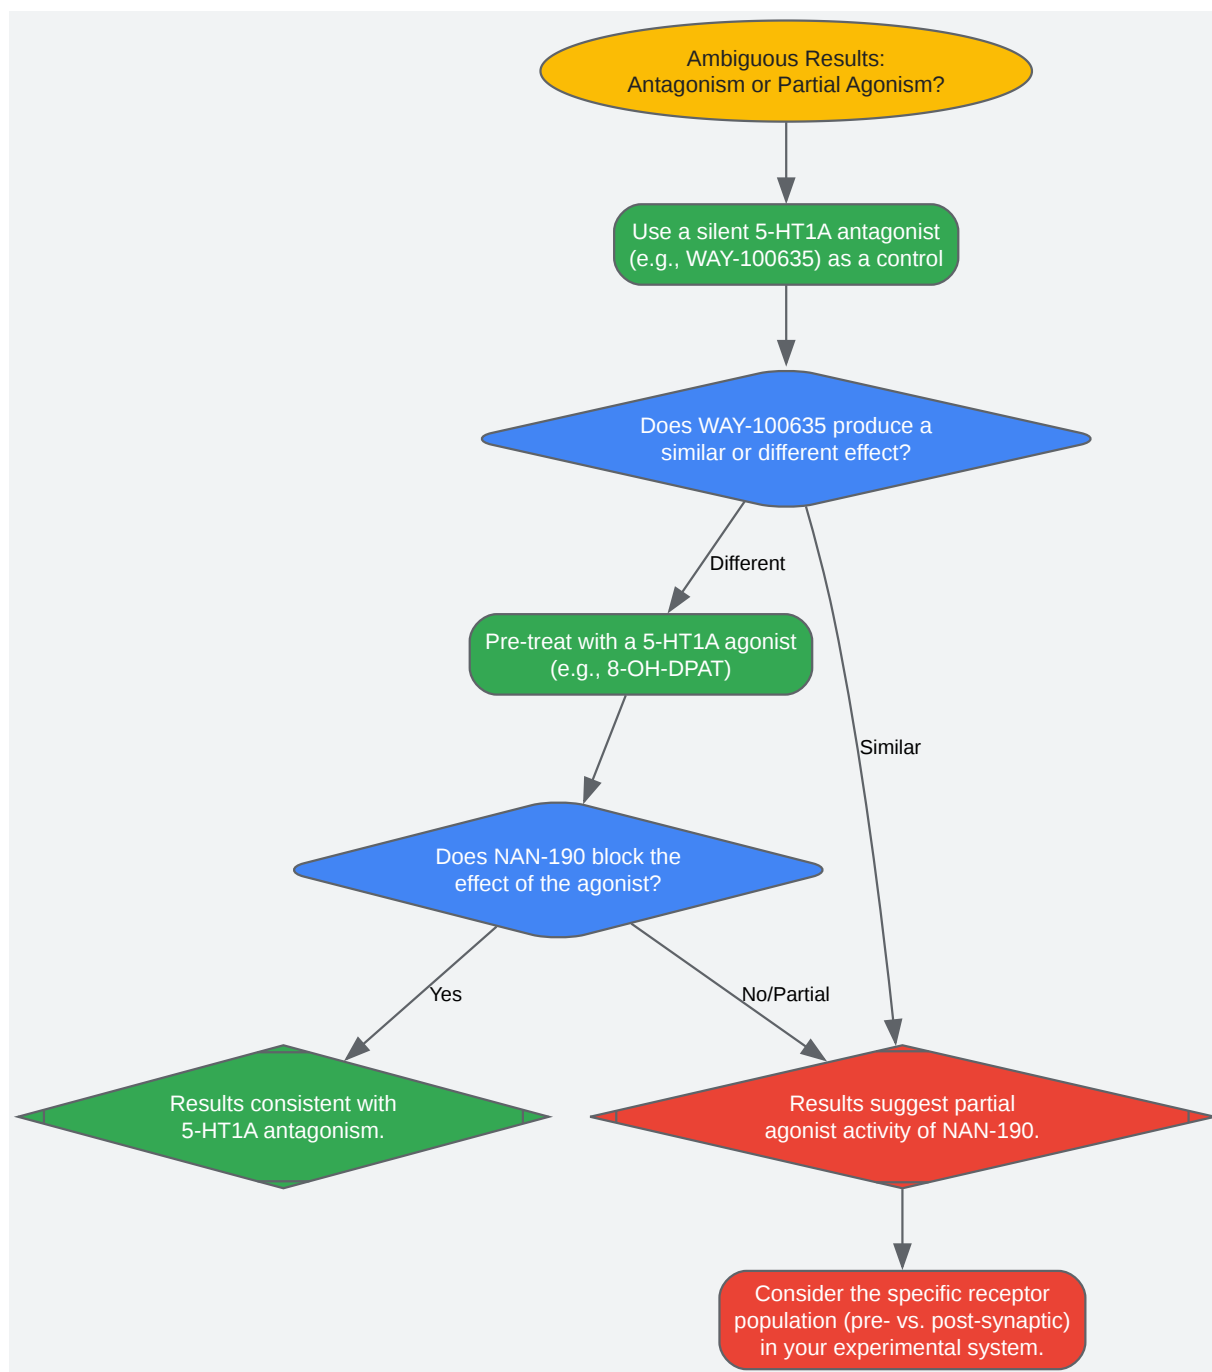 Ambiguous Results:
Antagonism or Partial Agonism?
Use a silent 5-HT1A antagonist
(e.g., WAY-100635) as a control
Does WAY-100635 produce a
similar or different effect?
Different
Pre-treat with a 5-HT1A agonist
(e.g., 8-OH-DPAT)
Similar
Does NAN-190 block the
effect of the agonist?
Yes
No/Partial
Results consistent with
5-HT1A antagonism.
Results suggest partial
agonist activity of NAN-190.
Consider the specific receptor
population (pre- vs. post-synaptic)
in your experimental system.